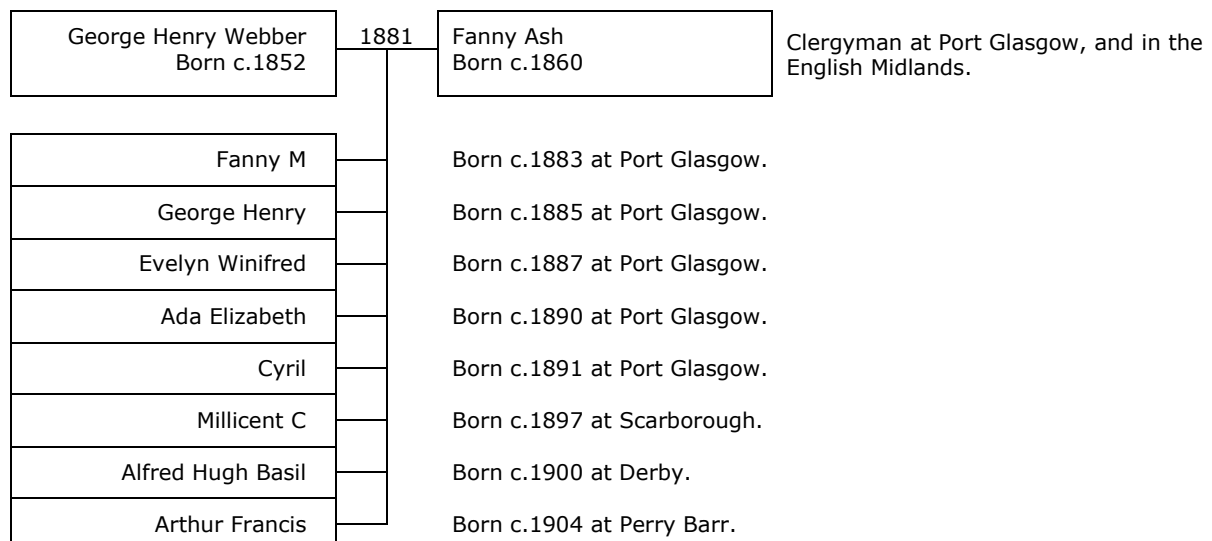 George Henry Webber
Born c.1852
1881
Fanny Ash
Born c.1860
Clergyman at Port Glasgow, and in the
English Midlands.
Fanny M
Born c.1883 at Port Glasgow.
George Henry
Born c.1885 at Port Glasgow.
Evelyn Winifred
Born c.1887 at Port Glasgow.
Ada Elizabeth
Born c.1890 at Port Glasgow.
Cyril
Born c.1891 at Port Glasgow.
Millicent C
Born c.1897 at Scarborough.
Alfred Hugh Basil
Born c.1900 at Derby.
Arthur Francis
Born c.1904 at Perry Barr.